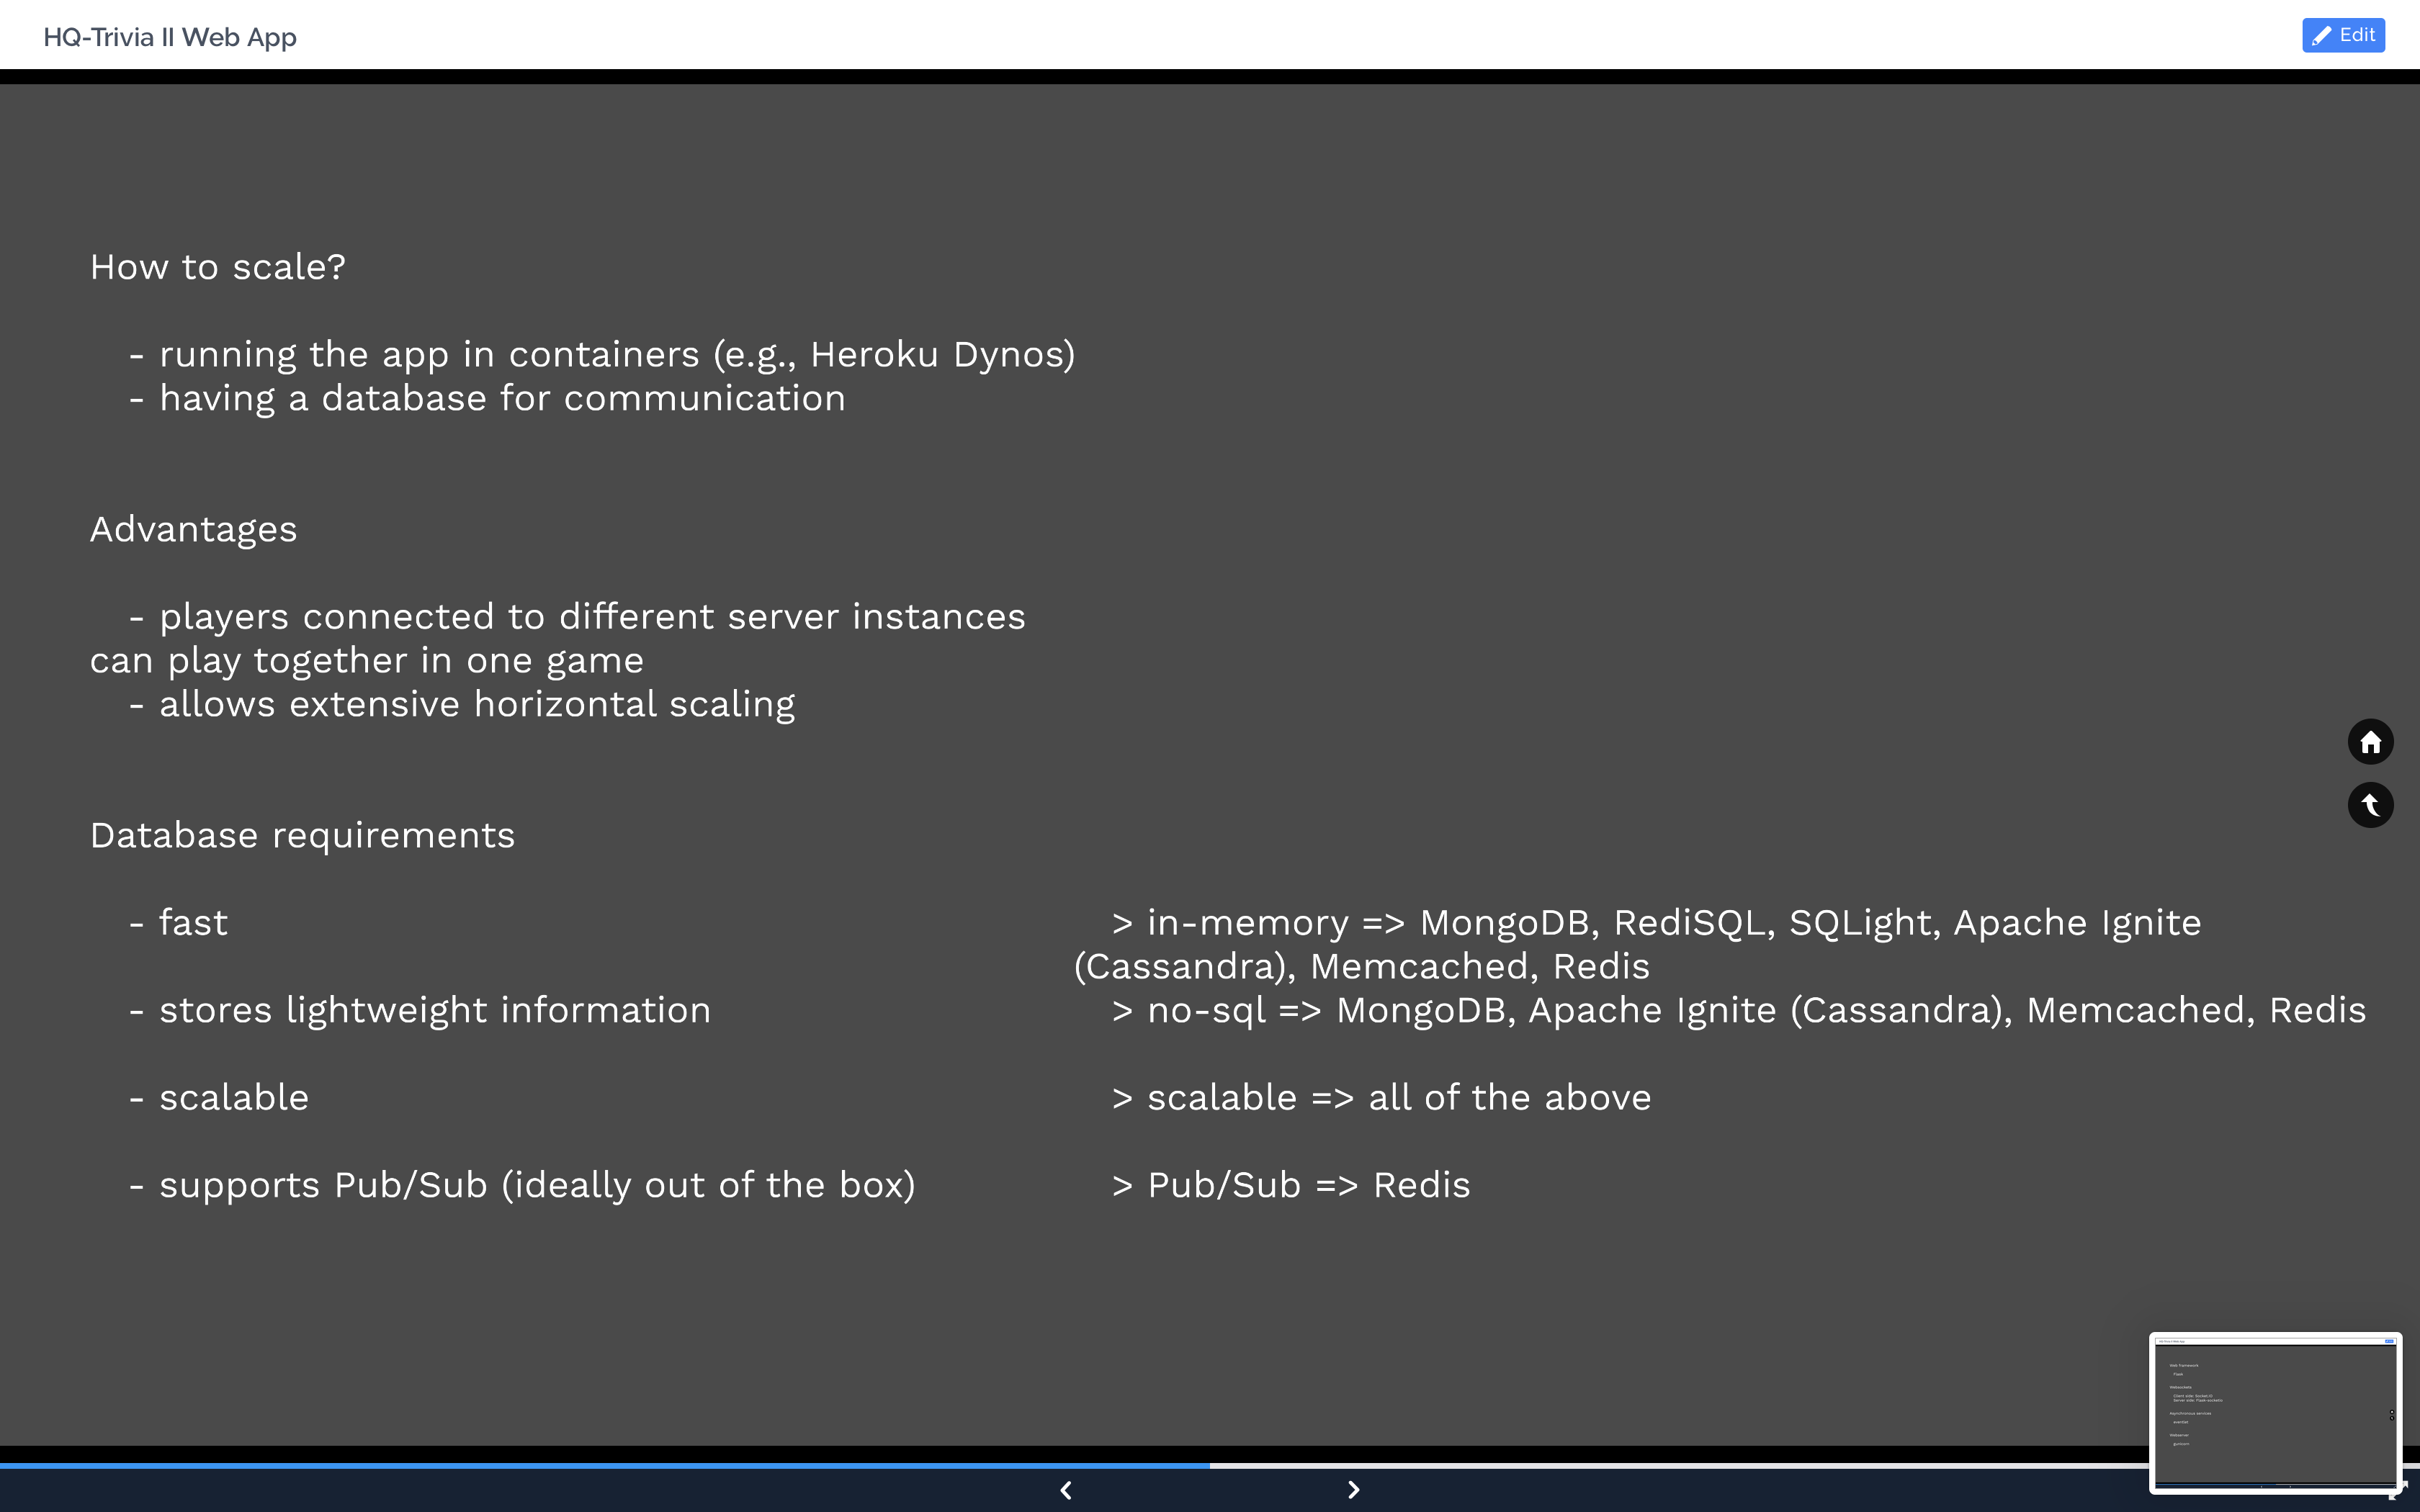 HQ-Trivia II Web App
Edit
How to scale?
- running the app in containers (e.g., Heroku Dynos)
- having a database for communication
Advantages
- players connected to different server instances
can play together in one game
- allows extensive horizontal scaling
Database requirements
- fast
> in-memory => MongoDB, RediSQL, SQLight, Apache Ignite
(Cassandra), Memcached, Redis
- stores lightweight information
> no-sql => MongoDB, Apache Ignite (Cassandra), Memcached, Redis
- scalable
> scalable => all of the above
- supports Pub/Sub (ideally out of the box)
> Pub/Sub => Redis